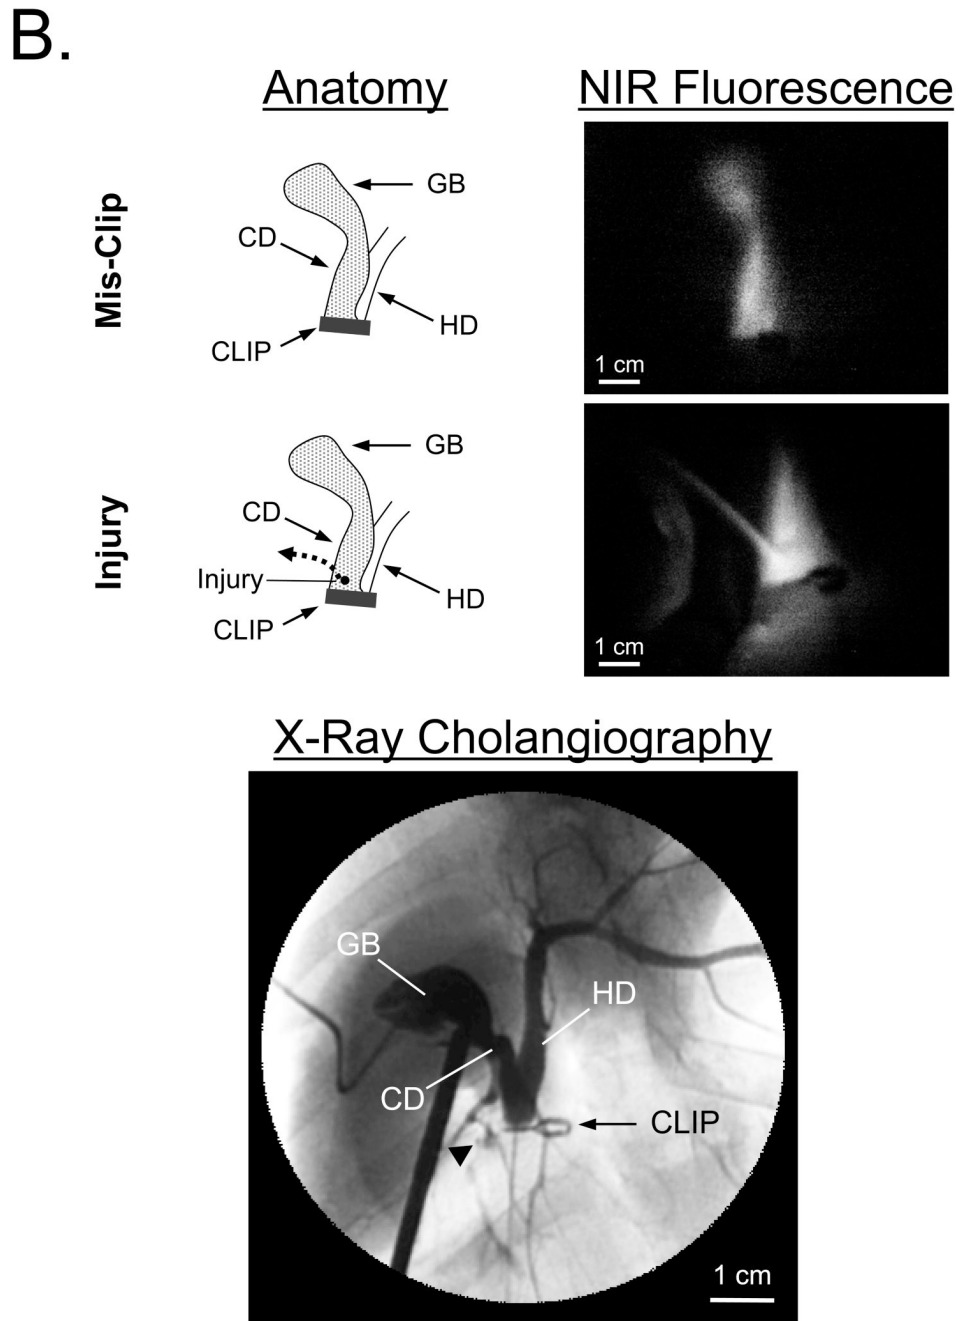 B.
Anatomy
NIR Fluorescence
Mis-Clip
GB
CD
HD
CLIP
1 cm
Injury
GB
CD
Injury
HD
CLIP
1 cm
X-Ray Cholangiography
GB
HD
CD
CLIP
1 cm